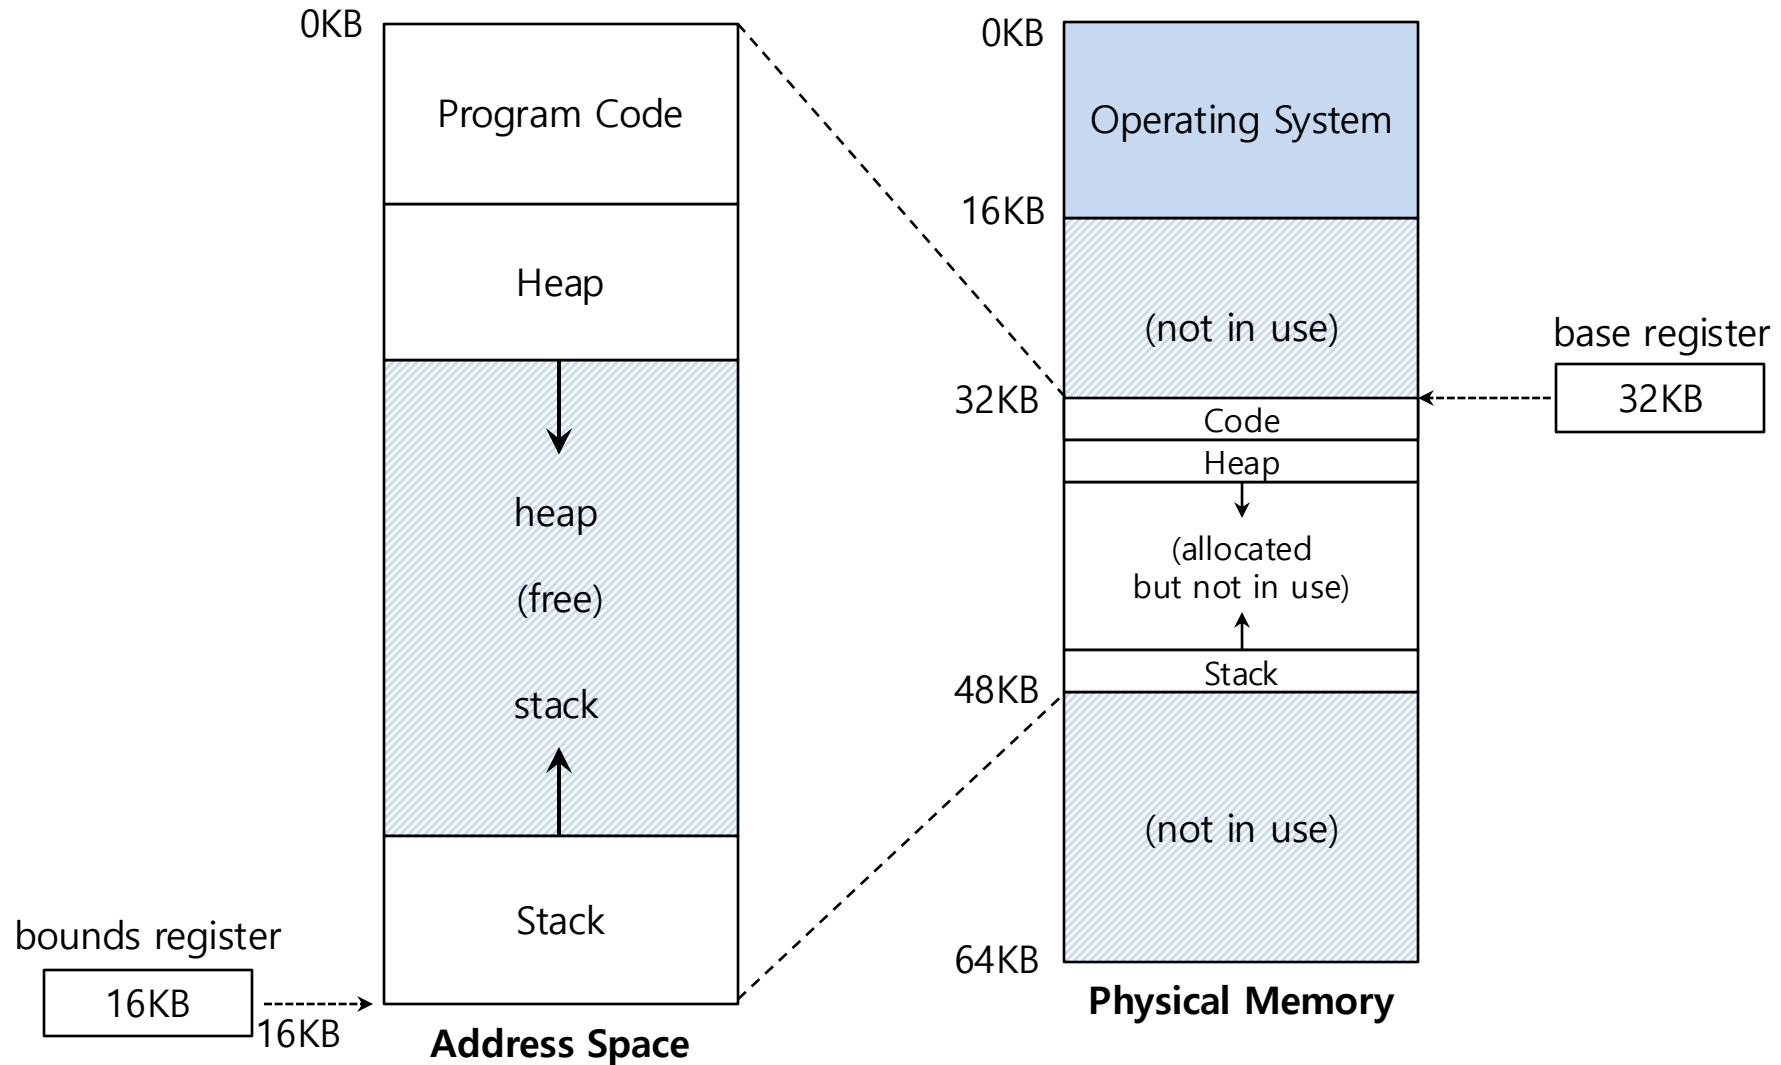 0KB
Program Code
Heap
heap
(free)
stack
Stack
bounds register
16KB
16KB
Address Space
0KB
Operating System
16KB
(not in use)
32KB
base register
32KB
Code
Heap
(allocated
but not in use)
Stack
48KB
(not in use)
64KB
Physical Memory